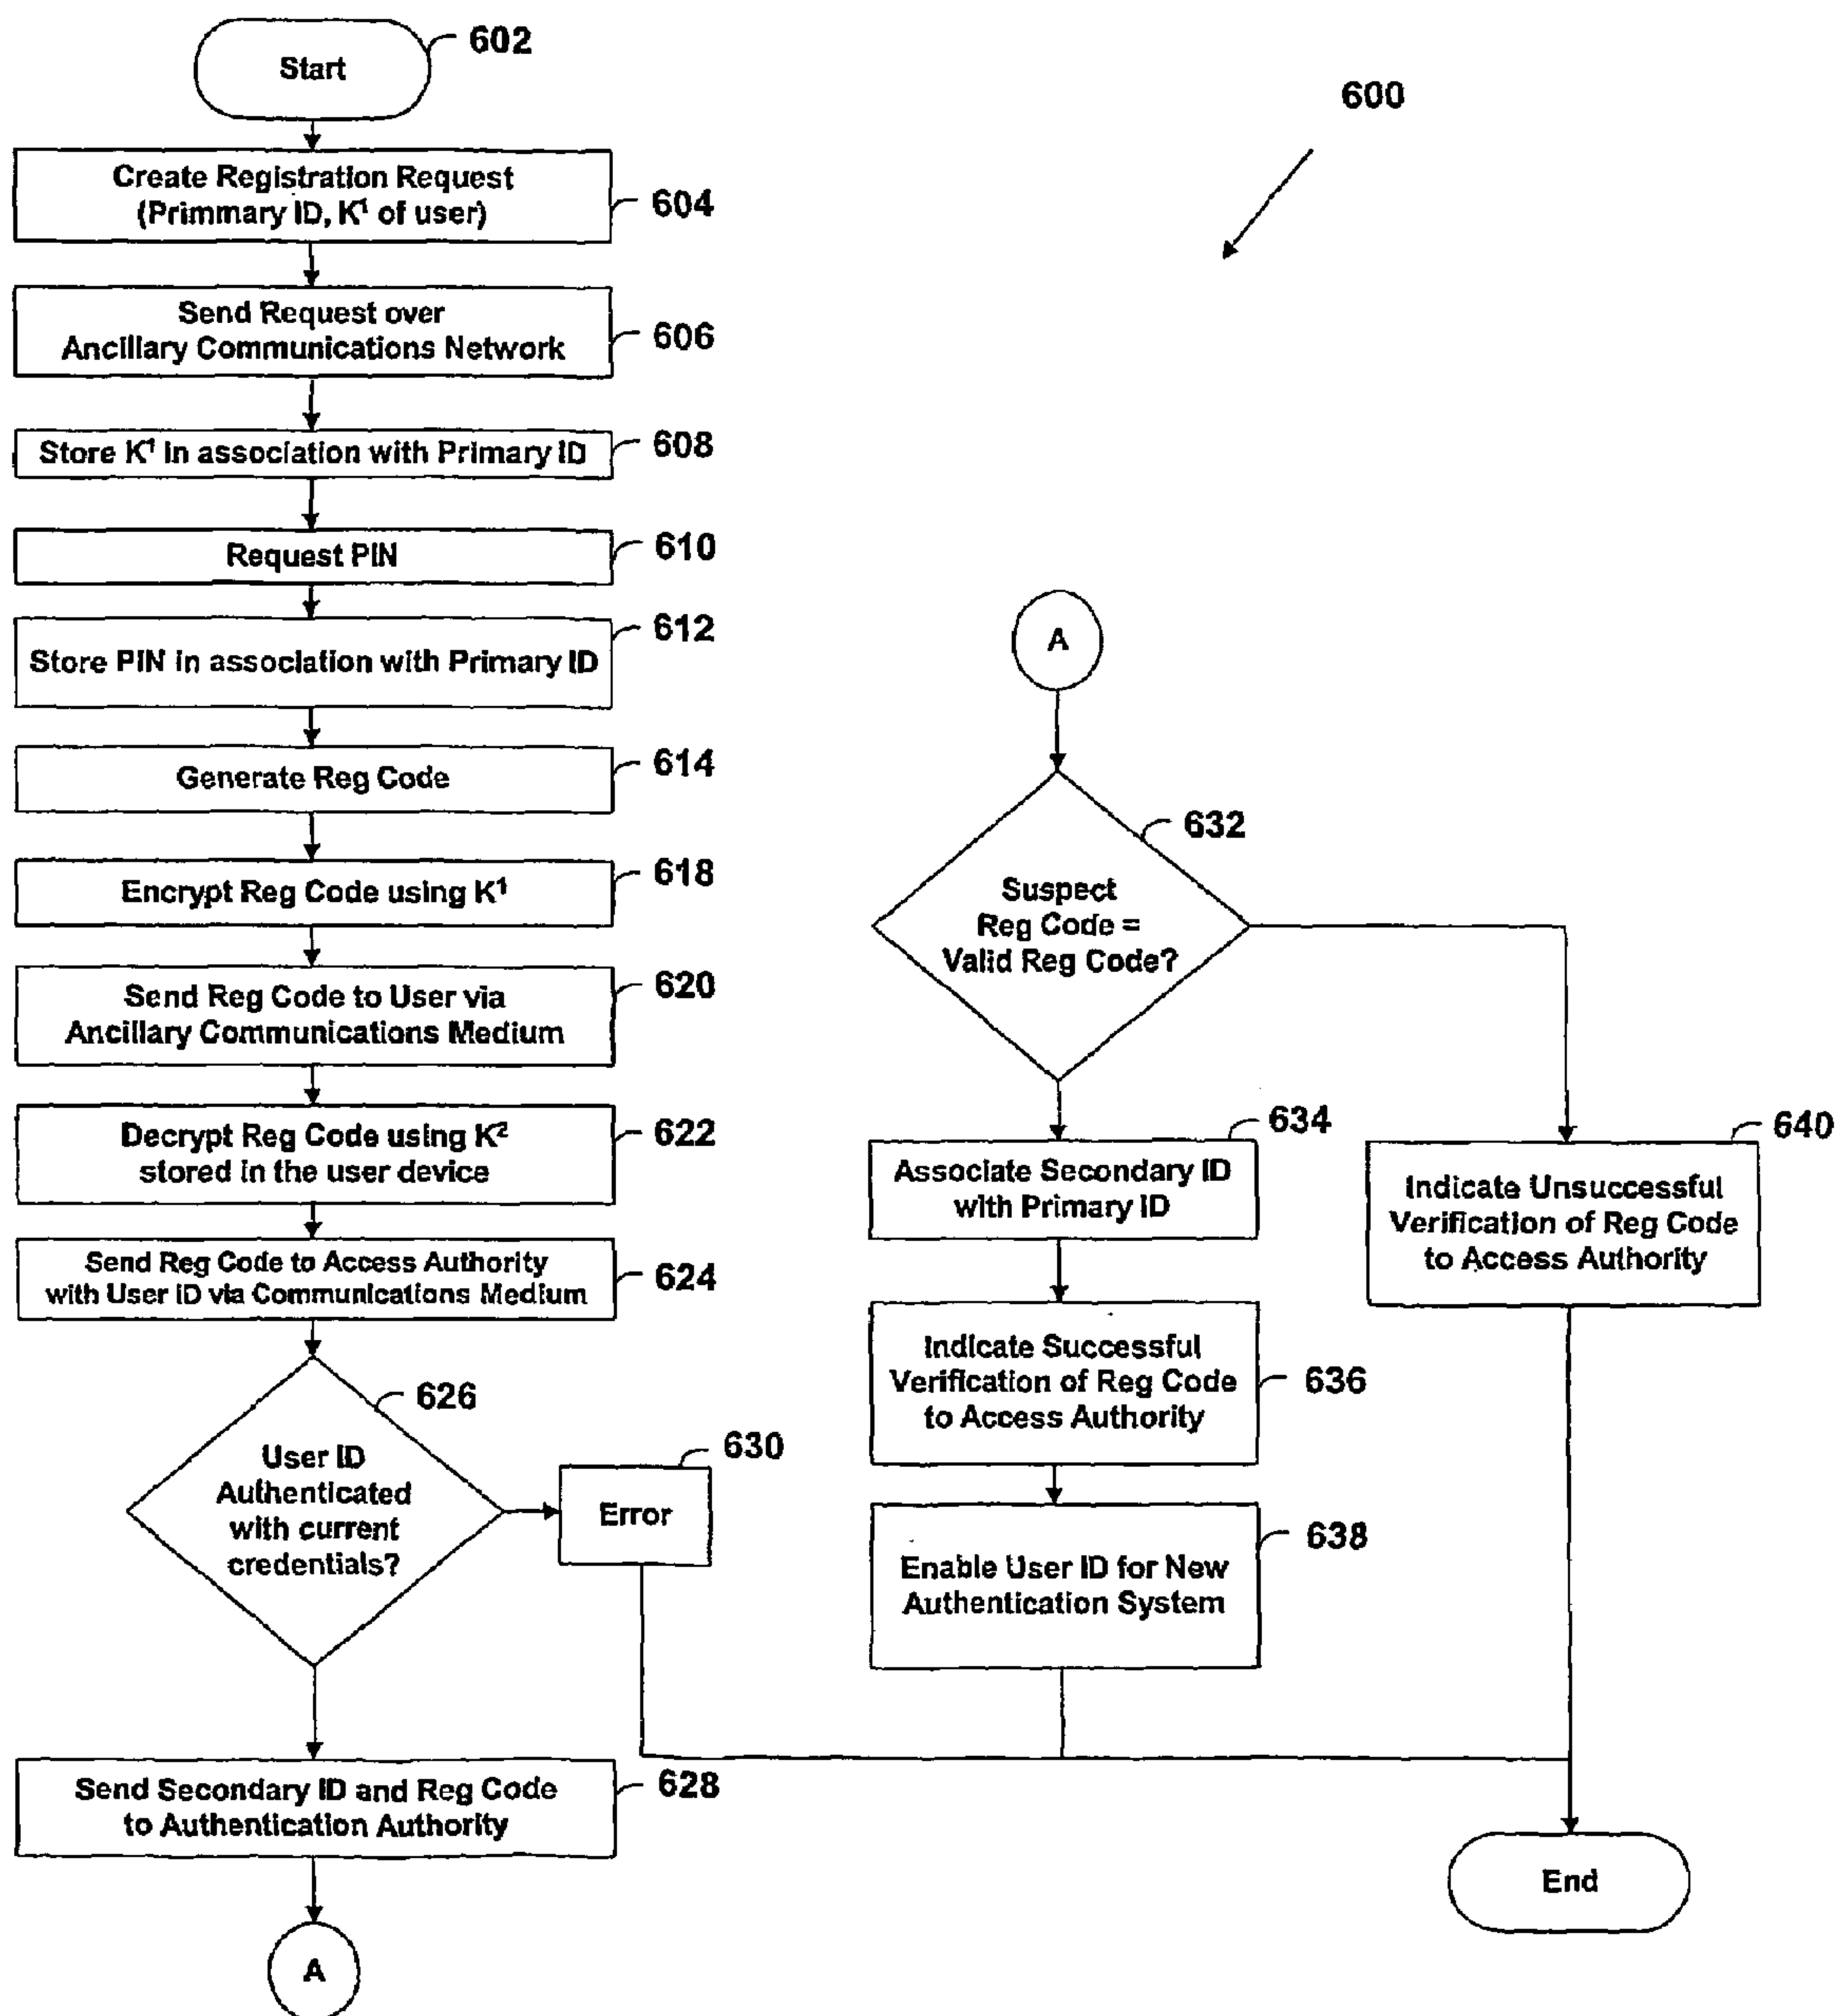 Start
602
600
Create Registration Request
(Primmary ID, K¹ of user)
604
Send Request over
Ancillary Communications Network
606
Store K¹ in association with Primary ID
608
Request PIN
610
Store PIN in association with Primary ID
612
Generate Reg Code
614
Encrypt Reg Code using K¹
618
Send Reg Code to User via
Ancillary Communications Medium
620
Decrypt Reg Code using K²
stored in the user device
622
Send Reg Code to Access Authority
with User ID via Communications Medium
624
User ID
Authenticated
with current
credentials?
626
Error
630
Send Secondary ID and Reg Code
to Authentication Authority
628
A
A
Suspect
Reg Code =
Valid Reg Code?
632
Associate Secondary ID
with Primary ID
634
Indicate Successful
Verification of Reg Code
to Access Authority
636
Enable User ID for New
Authentication System
638
Indicate Unsuccessful
Verification of Reg Code
to Access Authority
640
End